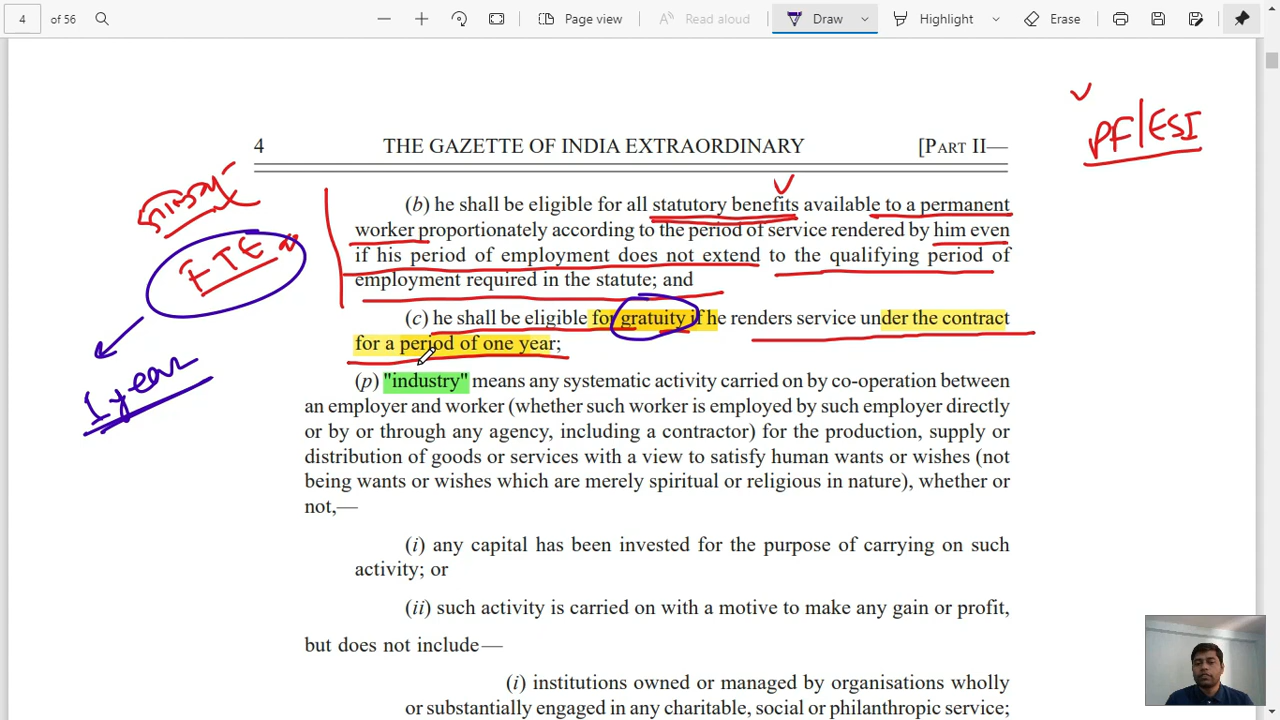 4 of 56 Page view Read aloud Draw Highlight Erase
PF/ESI
4 THE GAZETTE OF INDIA EXTRAORDINARY [PART II—
(b) he shall be eligible for all statutory benefits available to a permanent
worker proportionately according to the period of service rendered by him even
if his period of employment does not extend to the qualifying period of
employment required in the statute; and
FTE
(c) he shall be eligible for gratuity if he renders service under the contract
for a period of one year;
1 year
(p) "industry" means any systematic activity carried on by co-operation between
an employer and worker (whether such worker is employed by such employer directly
or by or through any agency, including a contractor) for the production, supply or
distribution of goods or services with a view to satisfy human wants or wishes (not
being wants or wishes which are merely spiritual or religious in nature), whether or
not,—
(i) any capital has been invested for the purpose of carrying on such
activity; or
(ii) such activity is carried on with a motive to make any gain or profit,
but does not include—
(i) institutions owned or managed by organisations wholly
or substantially engaged in any charitable, social or philanthropic service;